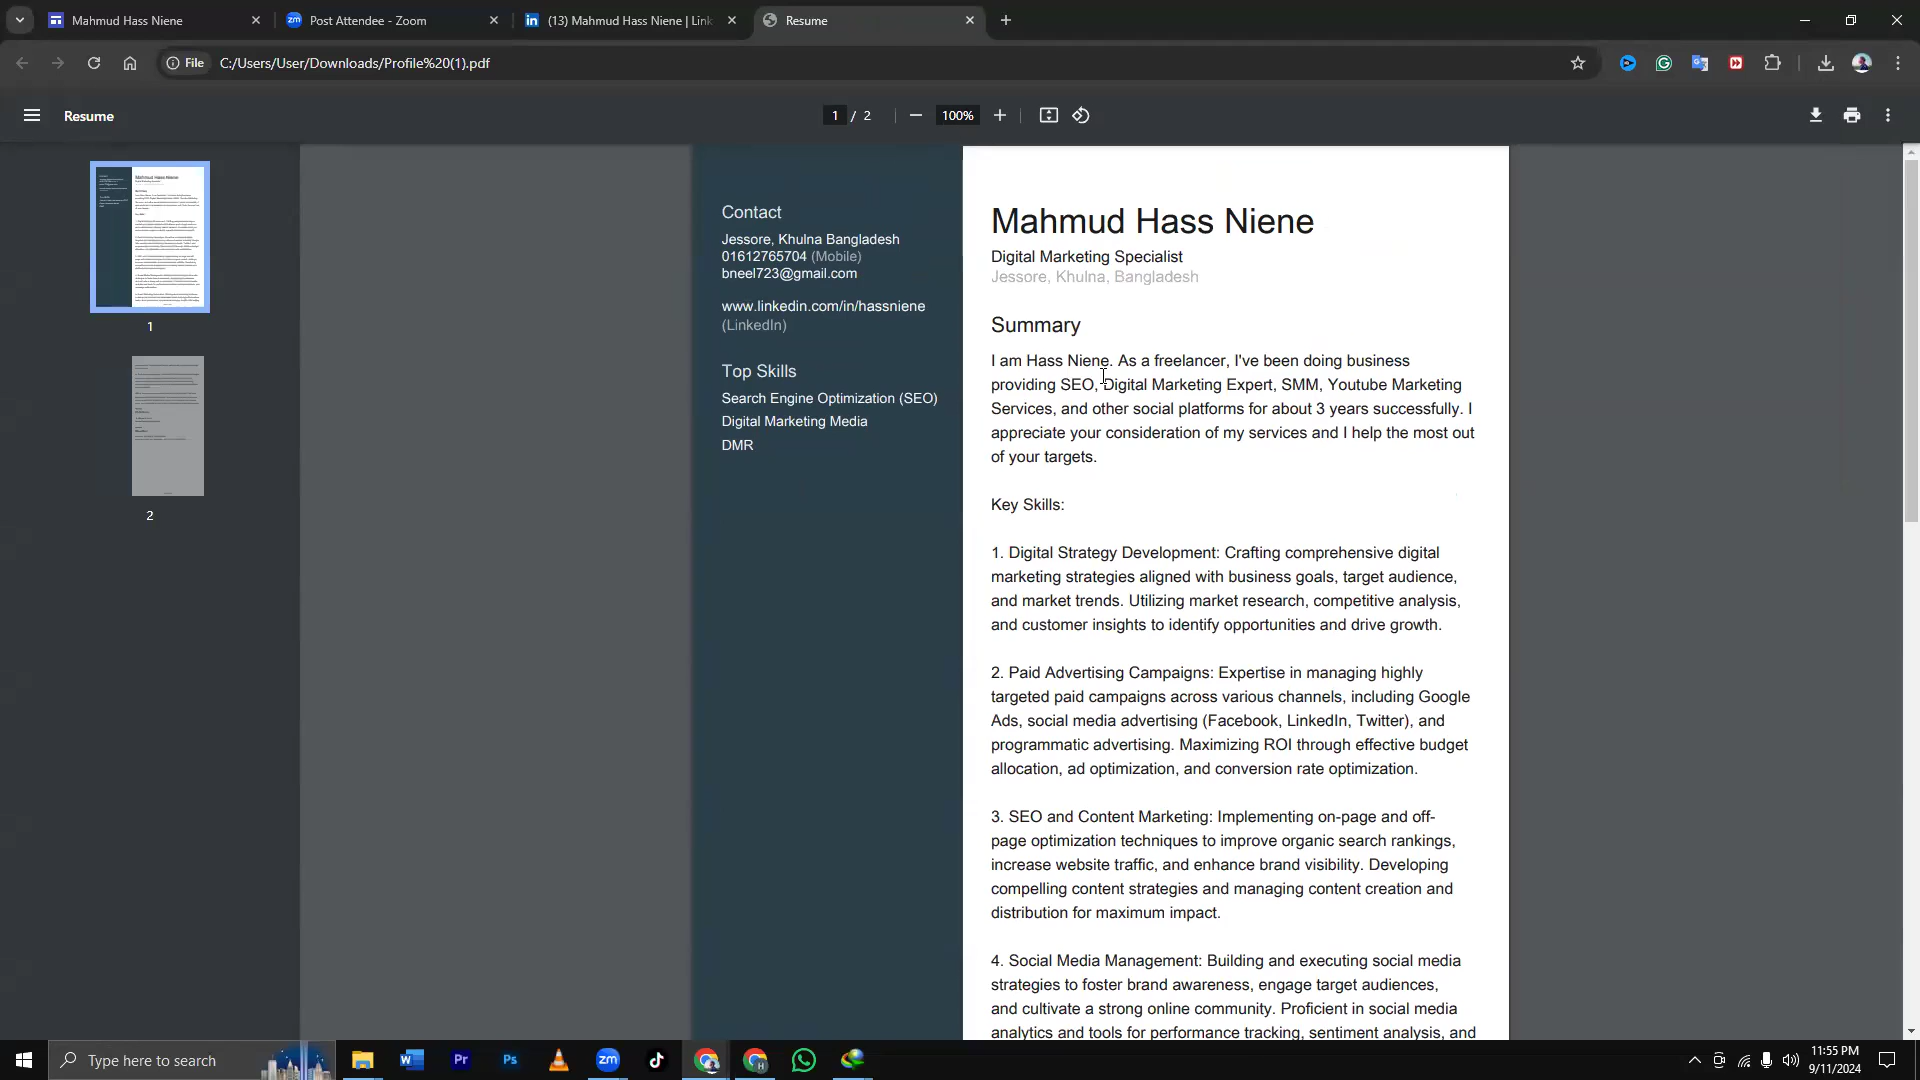 Mahmud Hass Niene
Post Attendee - Zoom
(13) Mahmud Hass Niene | Link
Resume
File
C:/Users/User/Downloads/Profile%20(1).pdf
Resume
1 / 2
100%
1
2
Contact
Jessore, Khulna Bangladesh
01612765704 (Mobile)
bneel723@gmail.com
www.linkedin.com/in/hassniene
(LinkedIn)
Top Skills
Search Engine Optimization (SEO)
Digital Marketing Media
DMR
Mahmud Hass Niene
Digital Marketing Specialist
Jessore, Khulna, Bangladesh
Summary
I am Hass Niene. As a freelancer, I've been doing business
providing SEO, Digital Marketing Expert, SMM, Youtube Marketing
Services, and other social platforms for about 3 years successfully. I
appreciate your consideration of my services and I help the most out
of your targets.
Key Skills:
1. Digital Strategy Development: Crafting comprehensive digital
marketing strategies aligned with business goals, target audience,
and market trends. Utilizing market research, competitive analysis,
and customer insights to identify opportunities and drive growth.
2. Paid Advertising Campaigns: Expertise in managing highly
targeted paid campaigns across various channels, including Google
Ads, social media advertising (Facebook, LinkedIn, Twitter), and
programmatic advertising. Maximizing ROI through effective budget
allocation, ad optimization, and conversion rate optimization.
3. SEO and Content Marketing: Implementing on-page and off-
page optimization techniques to improve organic search rankings,
increase website traffic, and enhance brand visibility. Developing
compelling content strategies and managing content creation and
distribution for maximum impact.
4. Social Media Management: Building and executing social media
strategies to foster brand awareness, engage target audiences,
and cultivate a strong online community. Proficient in social media
analytics and tools for performance tracking, sentiment analysis, and
Type here to search
11:55 PM
9/11/2024